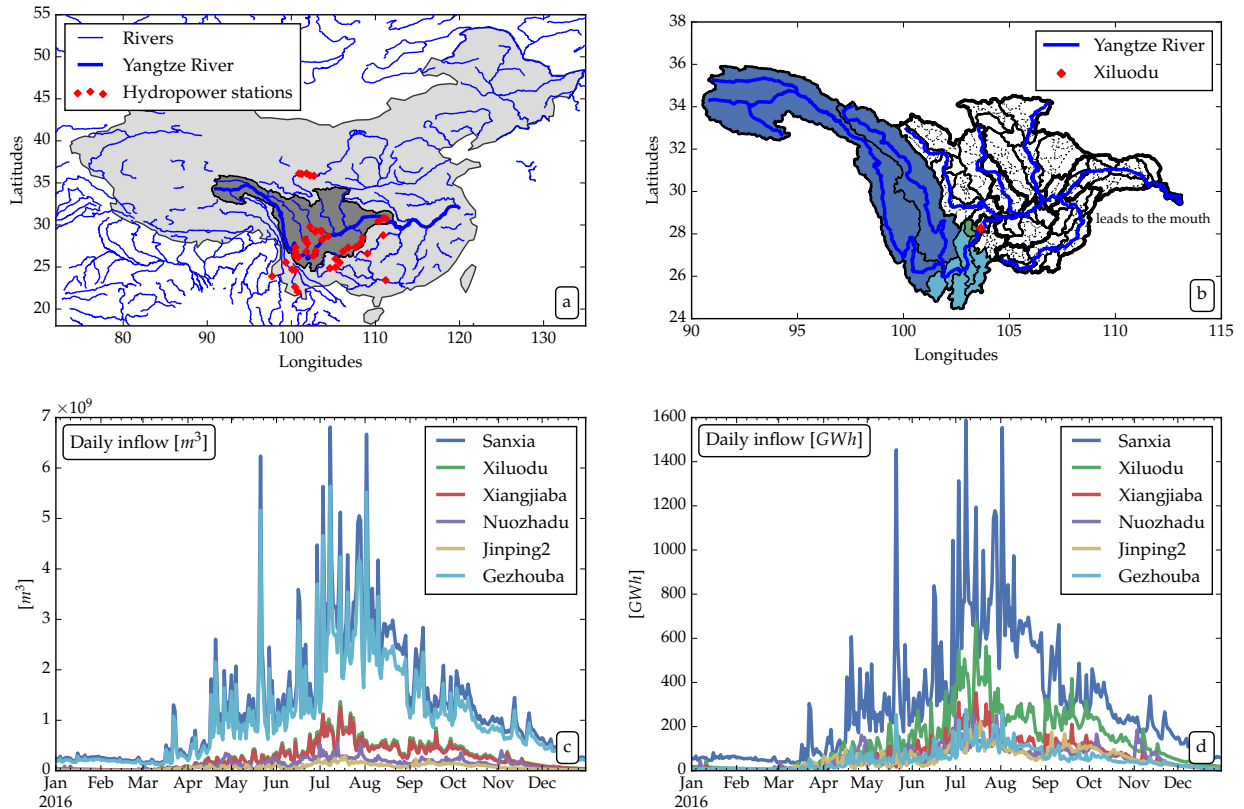 55
50
45
40
35
30
25
20
Latitudes
Rivers
Yangtze River
Hydropower stations
a
80
90
100
110
120
130
Longitudes
36
34
32
30
28
26
24
Latitudes
Yangtze River
Xiluodu
leads to the mouth
b
90
95
100
105
110
115
Longitudes
×10⁹
7
6
5
4
3
2
1
0
[m³]
Daily inflow [m³]
Sanxia
Xiluodu
Xiangjiaba
Nuozhadu
Jinping2
Gezhouba
c
Jan
Feb
Mar
Apr
May
Jun
Jul
Aug
Sep
Oct
Nov
Dec
2016
1600
1400
1200
1000
800
600
400
200
0
[GWh]
Daily inflow [GWh]
Sanxia
Xiluodu
Xiangjiaba
Nuozhadu
Jinping2
Gezhouba
d
Jan
Feb
Mar
Apr
May
Jun
Jul
Aug
Sep
Oct
Nov
Dec
2016